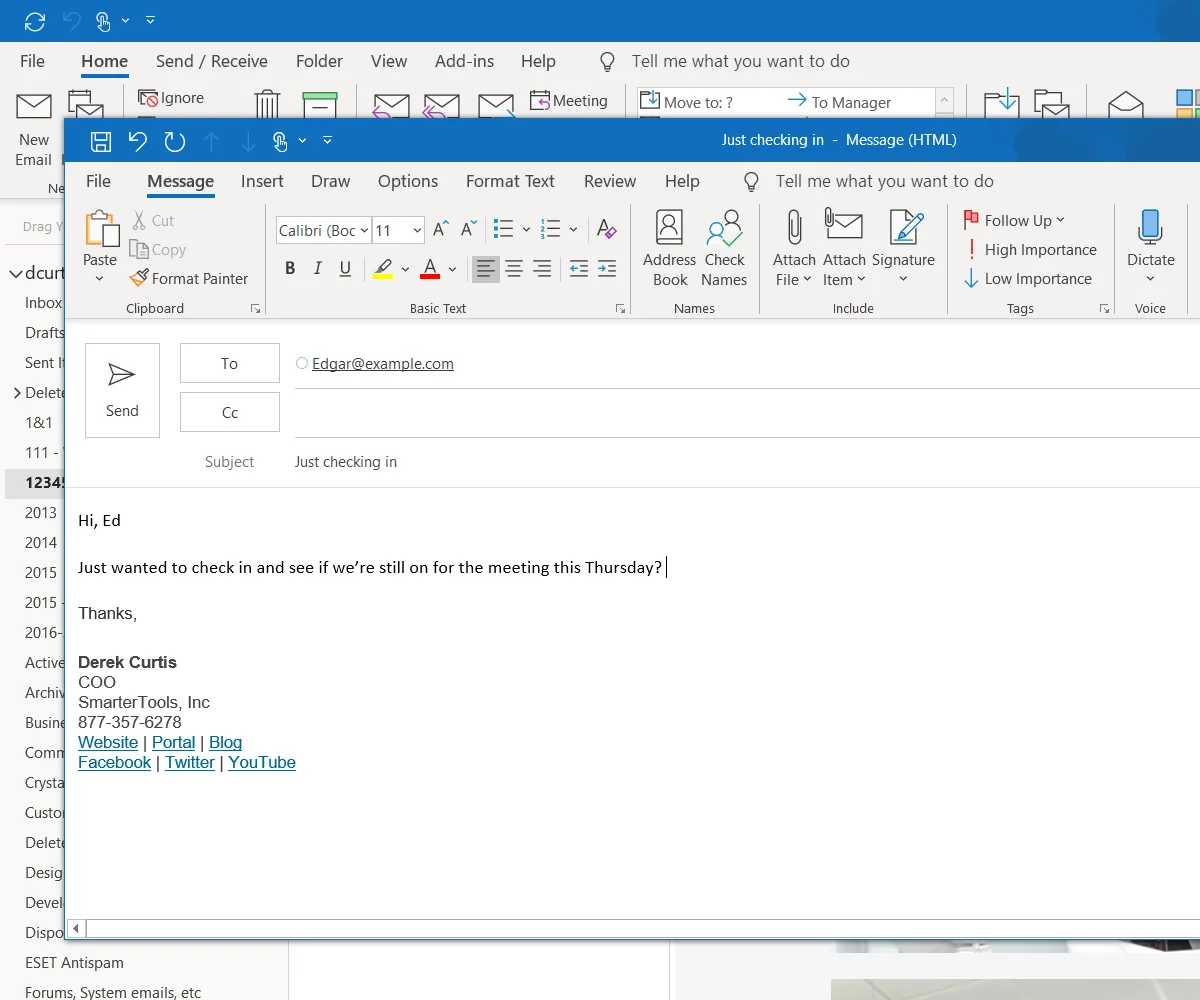 File Home Send / Receive Folder View Add-ins Help Tell me what you want to do
Ignore Meeting Move to: ? To Manager
New
Email
Just checking in - Message (HTML)
File Message Insert Draw Options Format Text Review Help Tell me what you want to do
Paste
Cut
Copy
Format Painter
Clipboard
Calibri (Boc 11
B I U A
Basic Text
Address
Book
Check
Names
Names
Attach
File
Attach
Item
Signature
Include
Follow Up
High Importance
Low Importance
Tags
Dictate
Voice
Send
To Edgar@example.com
Cc
Subject Just checking in
Hi, Ed
Just wanted to check in and see if we’re still on for the meeting this Thursday?
Thanks,
Derek Curtis
COO
SmarterTools, Inc
877-357-6278
Website | Portal | Blog
Facebook | Twitter | YouTube
Drag
dcurt
Inbox
Drafts
Sent
Delete
1&1
111 -
12345
2013
2014
2015
2015 -
2016-
Active
Archiv
Busine
Comm
Crysta
Custo
Delete
Desig
Devel
Dispo
ESET Antispam
Forums, System emails, etc